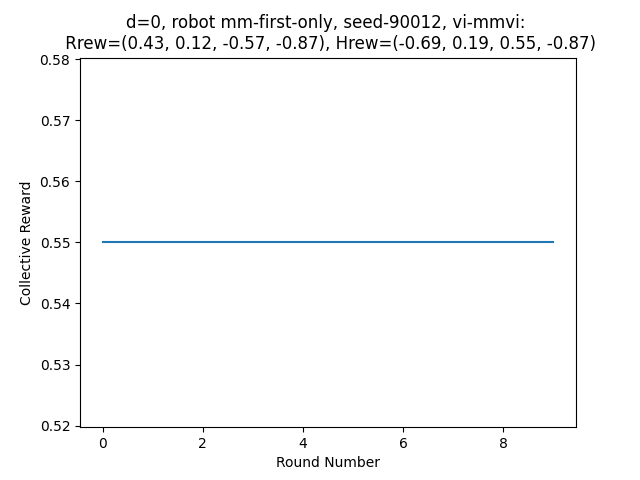 d=0, robot mm-first-only, seed-90012, vi-mmvi:
Rrew=(0.43, 0.12, -0.57, -0.87), Hrew=(-0.69, 0.19, 0.55, -0.87)
0.58
0.57
0.56
0.55
0.54
0.53
0.52
Collective Reward
0 2 4 6 8
Round Number